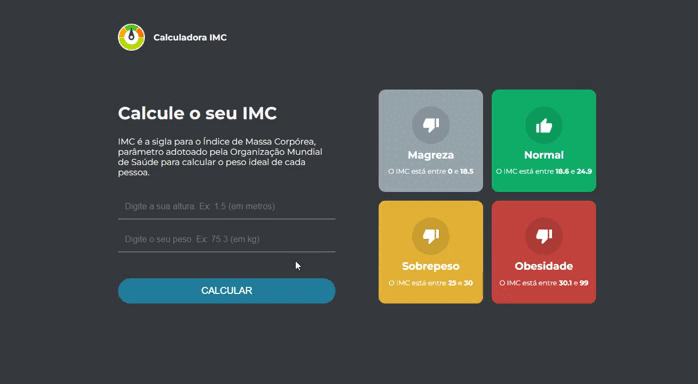 Calculadora IMC
Calcule o seu IMC
IMC é a sigla para o Índice de Massa Corpórea,
parâmetro adotoado pela Organização Mundial
de Saúde para calcular o peso ideal de cada
pessoa.
Digite a sua altura. Ex: 1.5 (em metros)
Digite o seu peso. Ex: 75.3 (em kg)
CALCULAR
Magreza
O IMC está entre 0 e 18.5
Normal
O IMC está entre 18.6 e 24.9
Sobrepeso
O IMC está entre 25 e 30
Obesidade
O IMC está entre 30.1 e 99